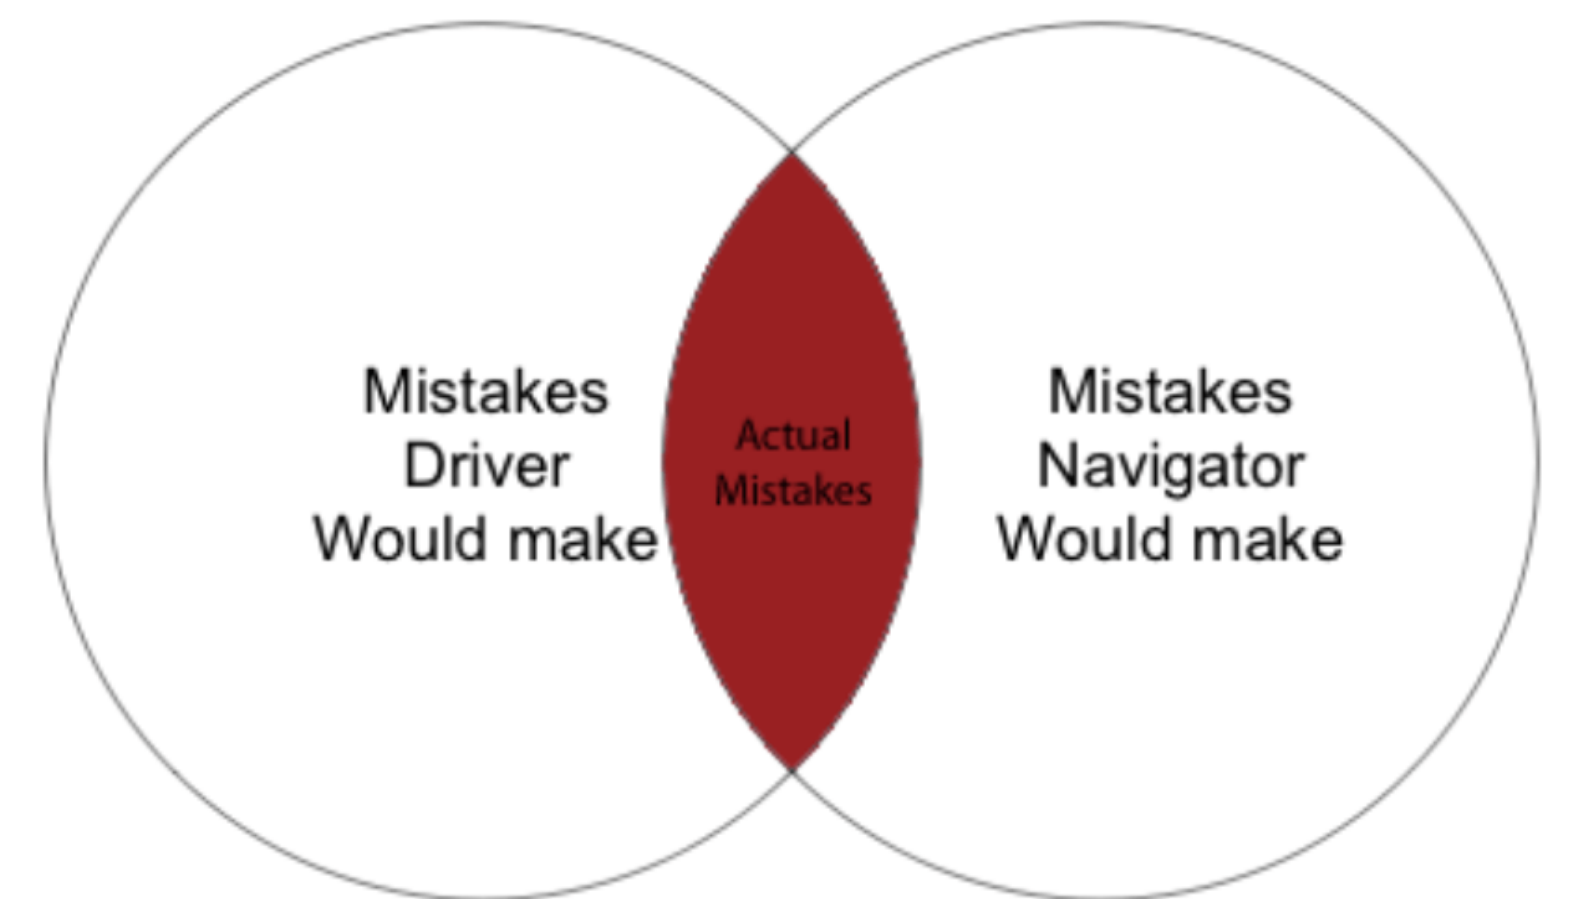 Mistakes
Driver
Would make
Actual
Mistakes
Mistakes
Navigator
Would make